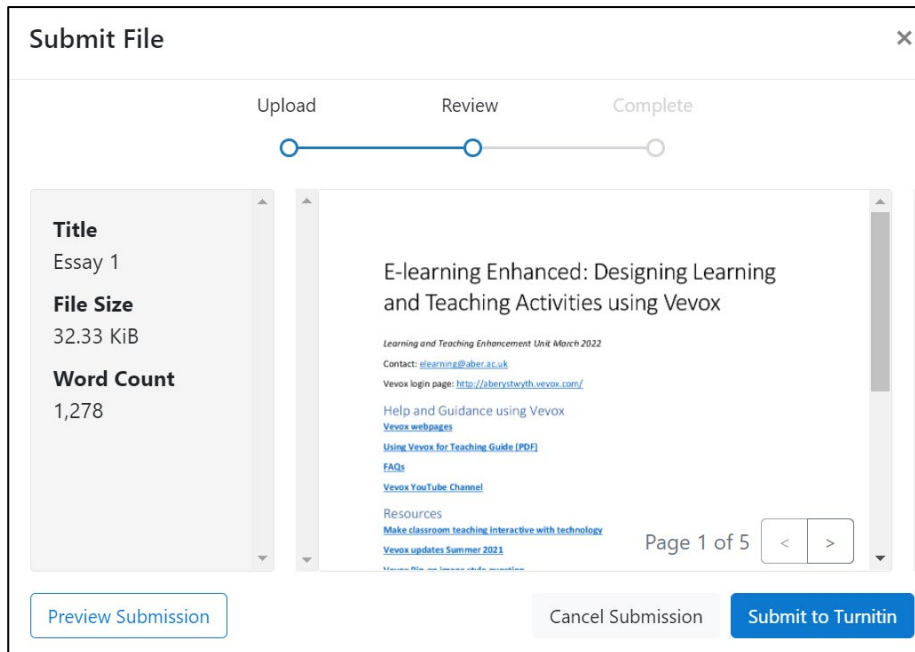 Submit File
×
Upload
Review
Complete
Title
Essay 1
File Size
32.33 KiB
Word Count
1,278
E-learning Enhanced: Designing Learning
and Teaching Activities using Vevox
Learning and Teaching Enhancement Unit March 2022
Contact: elearning@aber.ac.uk
Vevox login page: http://aberystwyth.vevox.com/
Help and Guidance using Vevox
Vevox webpages
Using Vevox for Teaching Guide [PDF]
FAQs
Vevox YouTube Channel
Resources
Make classroom teaching interactive with technology
Vevox updates Summer 2021
Page 1 of 5
<
>
Preview Submission
Cancel Submission
Submit to Turnitin